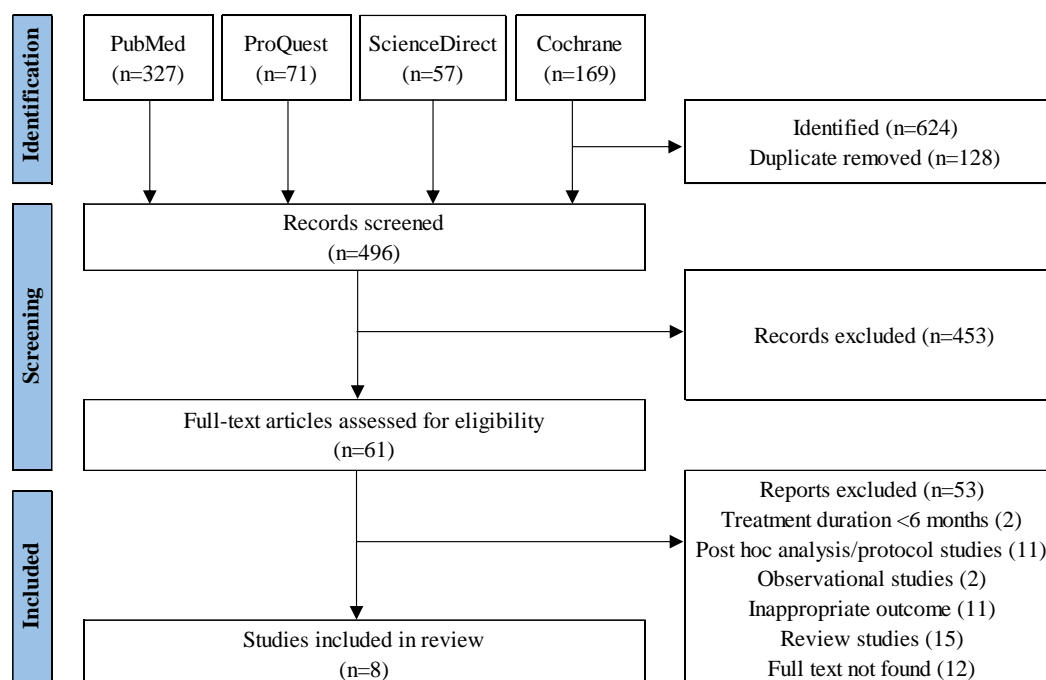 Identification
PubMed
(n=327)
ProQuest
(n=71)
ScienceDirect
(n=57)
Cochrane
(n=169)
Identified (n=624)
Duplicate removed (n=128)
Screening
Records screened
(n=496)
Records excluded (n=453)
Full-text articles assessed for eligibility
(n=61)
Included
Reports excluded (n=53)
Treatment duration <6 months (2)
Post hoc analysis/protocol studies (11)
Observational studies (2)
Inappropriate outcome (11)
Review studies (15)
Full text not found (12)
Studies included in review
(n=8)